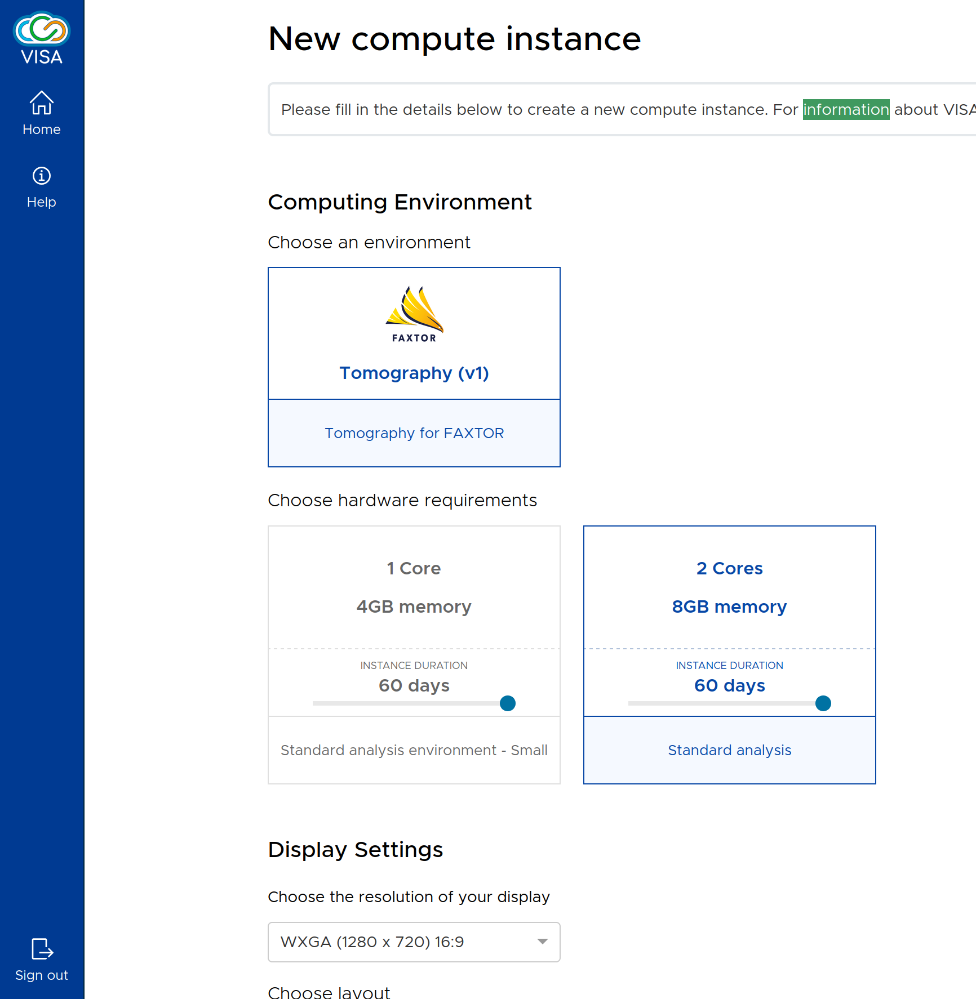 VISA
Home
Help
Sign out
New compute instance
Please fill in the details below to create a new compute instance. For information about VISA
Computing Environment
Choose an environment
FAXTOR
Tomography (v1)
Tomography for FAXTOR
Choose hardware requirements
1 Core
4GB memory
INSTANCE DURATION
60 days
Standard analysis environment - Small
2 Cores
8GB memory
INSTANCE DURATION
60 days
Standard analysis
Display Settings
Choose the resolution of your display
WXGA (1280 x 720) 16:9
Choose layout